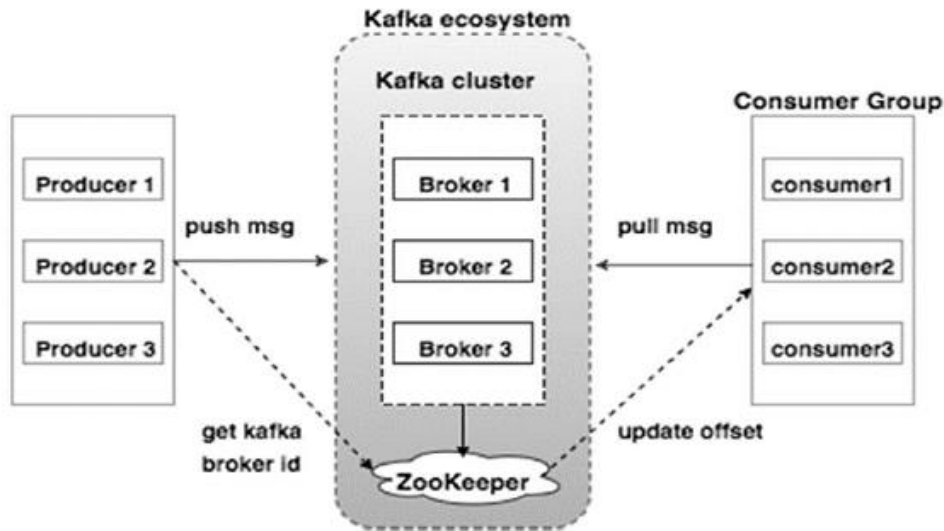 Kafka ecosystem
Kafka cluster
Consumer Group
Producer 1
Broker 1
consumer1
push msg
pull msg
Producer 2
Broker 2
consumer2
Producer 3
Broker 3
consumer3
get kafka
broker id
update offset
ZooKeeper